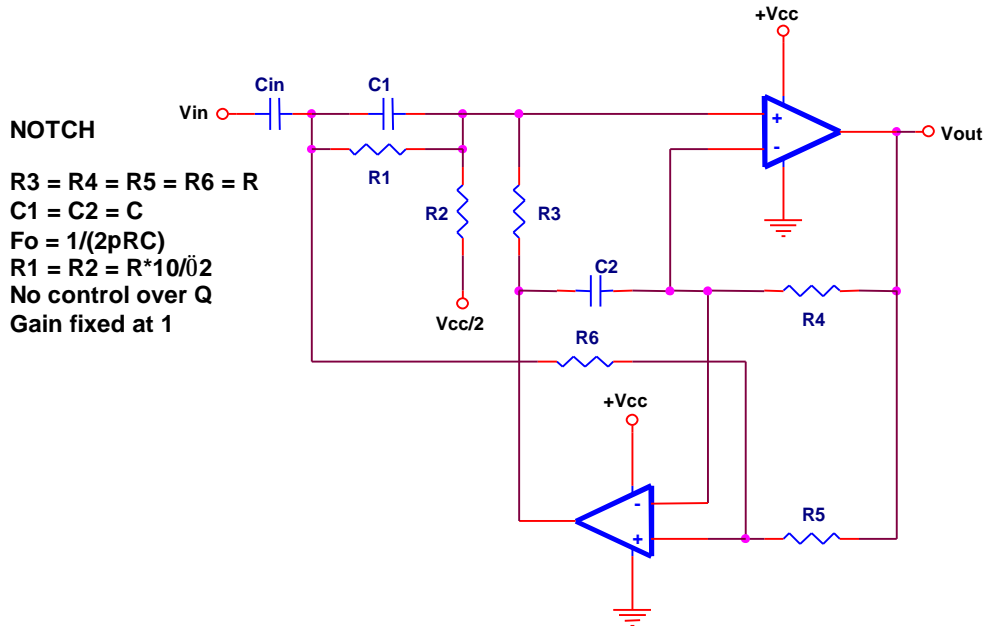 +Vcc
Cin
C1
Vin
+
-
Vout
NOTCH
R1
R3 = R4 = R5 = R6 = R
C1 = C2 = C
Fo = 1/(2pRC)
R1 = R2 = R*10/Ö2
No control over Q
Gain fixed at 1
R2
R3
C2
Vcc/2
R4
R6
+Vcc
-
+
R5